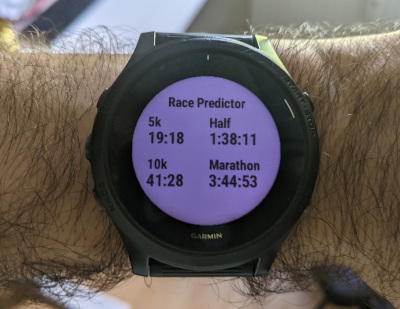 Race Predictor
5k Half
19:18 1:38:11
10k Marathon
41:28 3:44:53
GARMIN